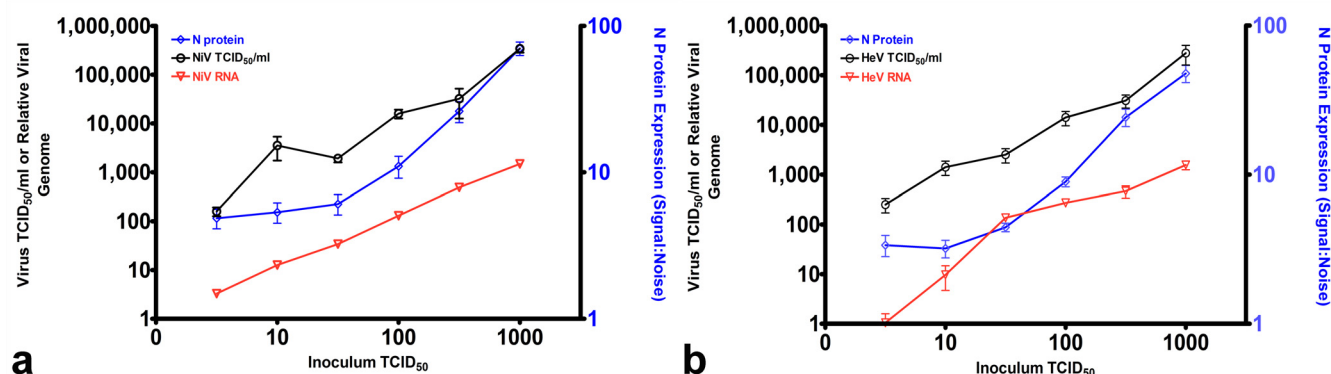 1,000,000
100,000
10,000
1,000
100
10
1
Virus TCID50/ml or Relative Viral
Genome
N protein
NiV TCID50/ml
NiV RNA
100
10
1
N Protein Expression (Signal:Noise)
0
10
100
1000
Inoculum TCID50
a
1,000,000
100,000
10,000
1,000
100
10
1
Virus TCID50/ml or Relative Viral
Genome
N Protein
HeV TCID50/ml
HeV RNA
100
10
1
N Protein Expression (Signal:Noise)
0
10
100
1000
Inoculum TCID50
b